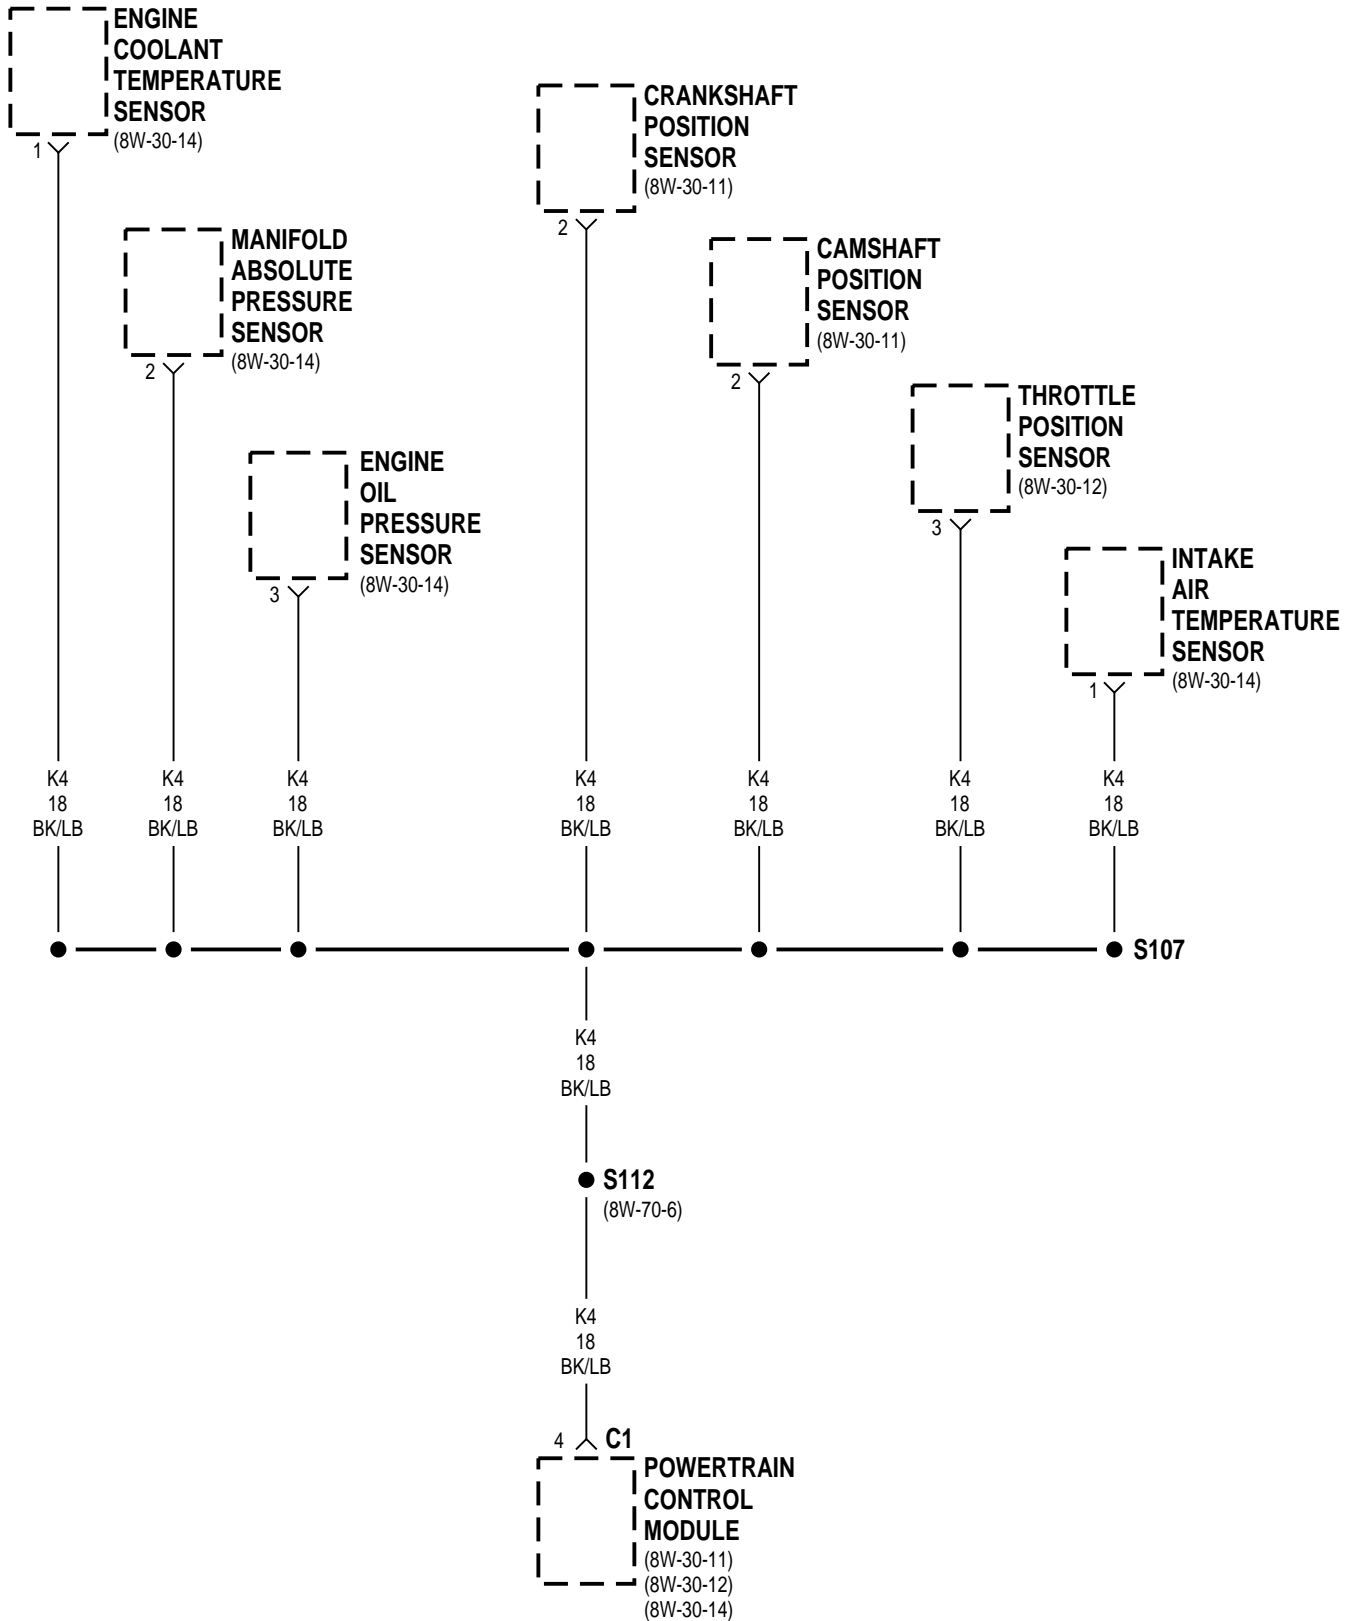 ENGINE
COOLANT
TEMPERATURE
SENSOR
(8W-30-14)
1
CRANKSHAFT
POSITION
SENSOR
(8W-30-11)
2
MANIFOLD
ABSOLUTE
PRESSURE
SENSOR
(8W-30-14)
2
CAMSHAFT
POSITION
SENSOR
(8W-30-11)
2
THROTTLE
POSITION
SENSOR
(8W-30-12)
3
ENGINE
OIL
PRESSURE
SENSOR
(8W-30-14)
3
INTAKE
AIR
TEMPERATURE
SENSOR
(8W-30-14)
1
K4 K4 K4 K4 K4 K4 K4
18 18 18 18 18 18 18
BK/LB BK/LB BK/LB BK/LB BK/LB BK/LB BK/LB
S107
K4
18
BK/LB
S112
(8W-70-6)
K4
18
BK/LB
4 C1
POWERTRAIN
CONTROL
MODULE
(8W-30-11)
(8W-30-12)
(8W-30-14)